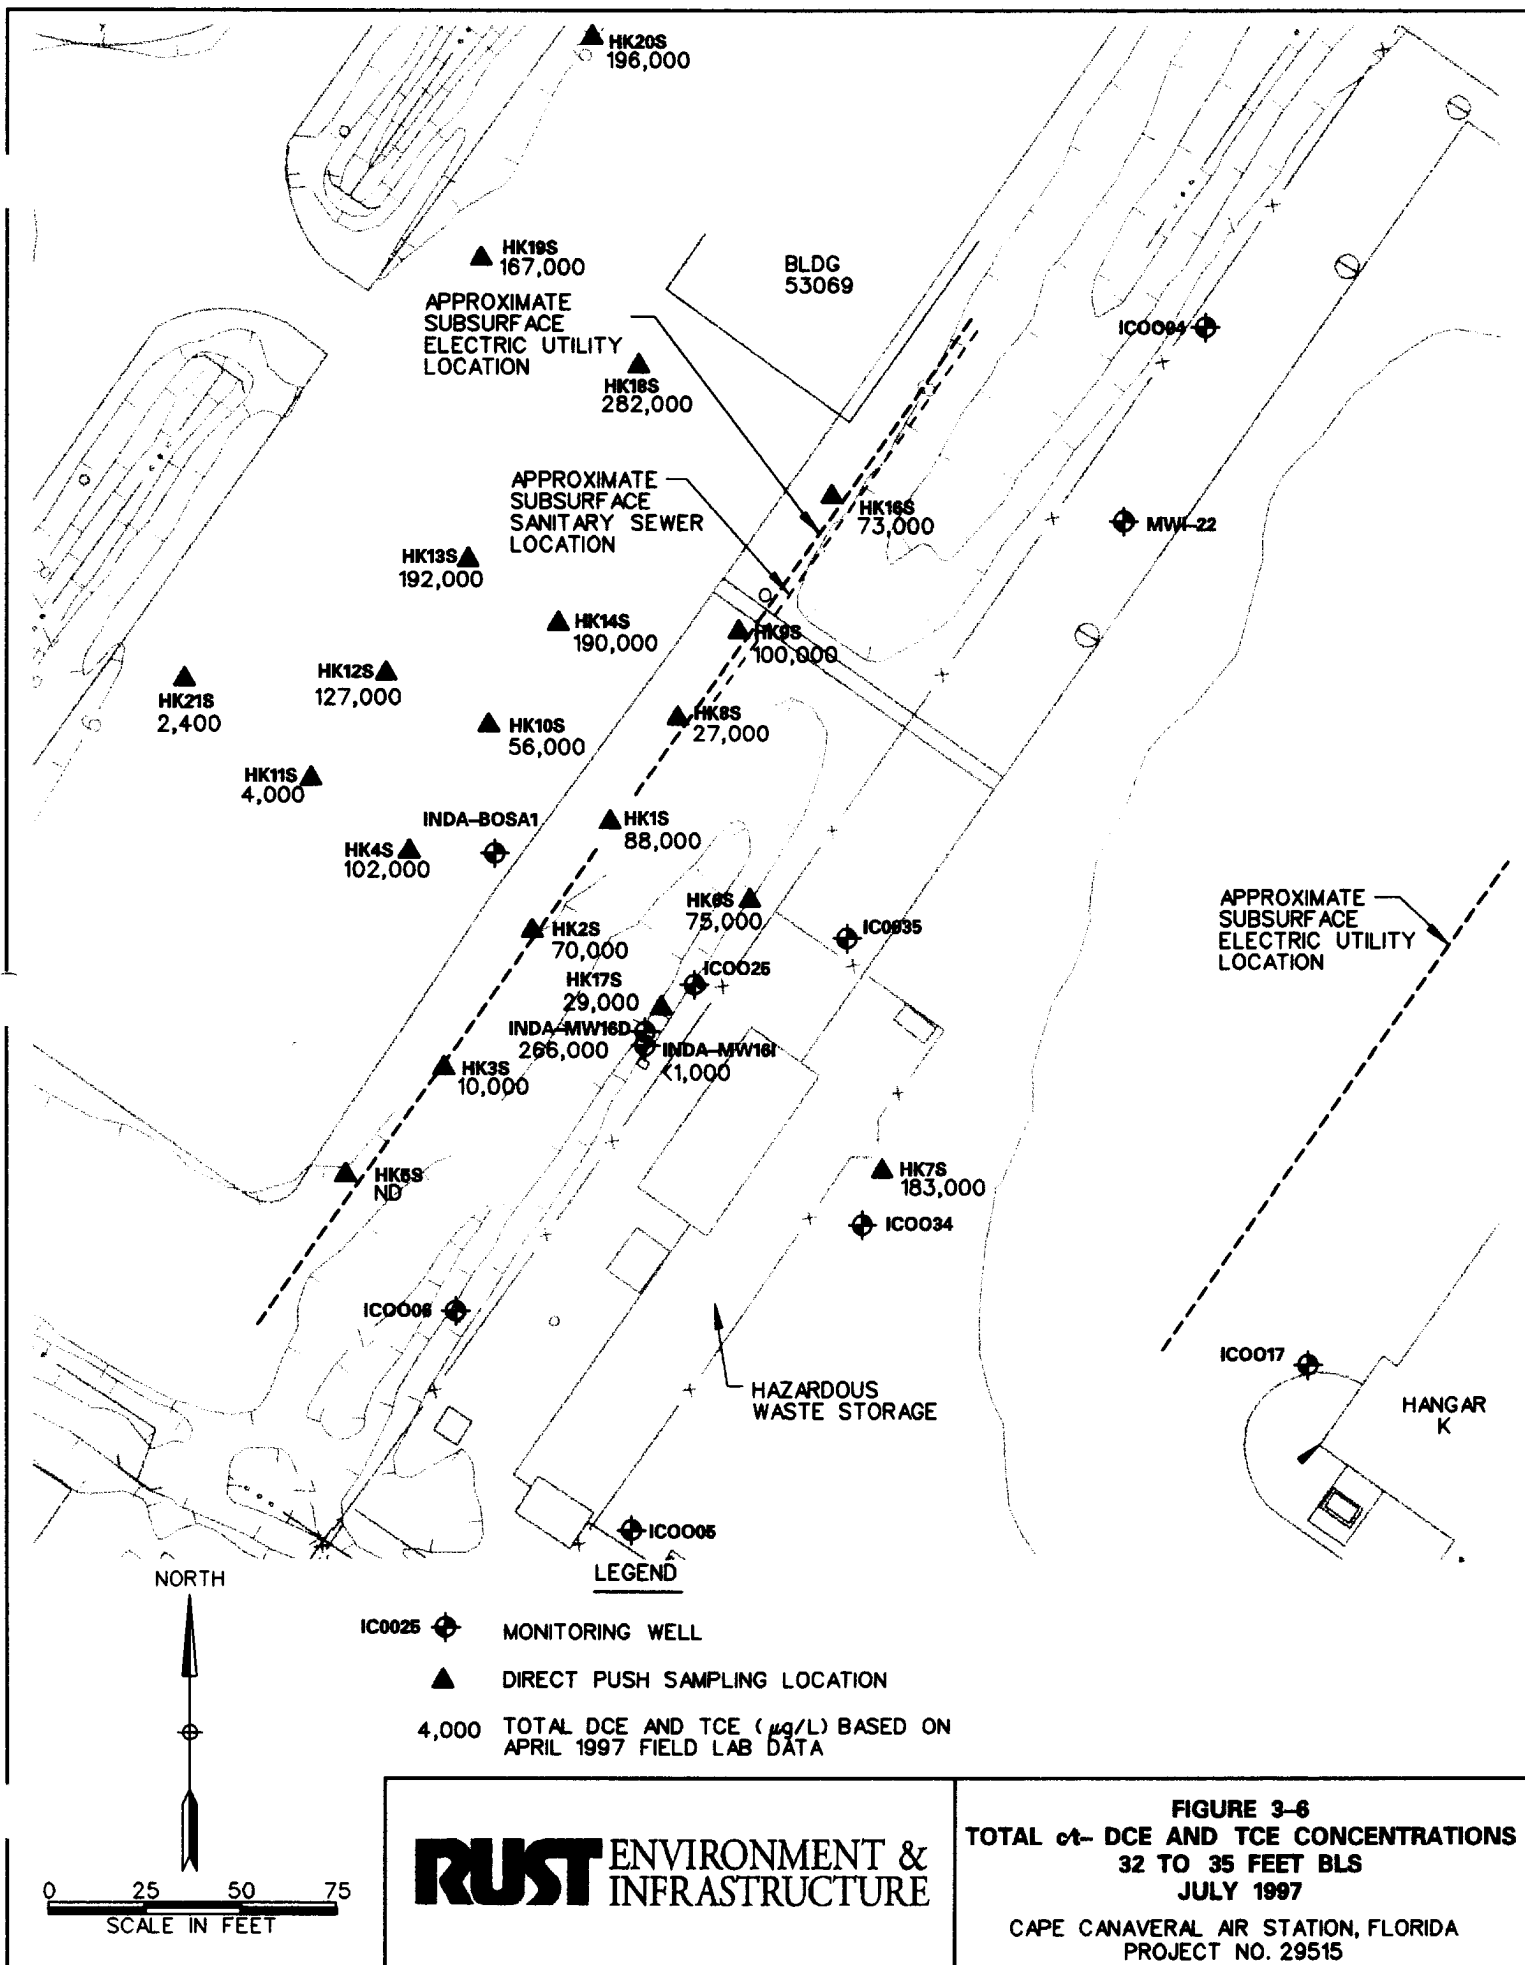 HK20S
196,000
HK19S
167,000
APPROXIMATE
SUBSURFACE
ELECTRIC UTILITY
LOCATION
BLDG
53069
ICOO04
HK18S
282,000
APPROXIMATE
SUBSURFACE
SANITARY SEWER
LOCATION
HK16S
73,000
MWI-22
HK13S
192,000
HK14S
190,000
HK9S
100,000
HK12S
127,000
HK21S
2,400
HK10S
56,000
HK8S
27,000
HK11S
4,000
INDA-BOSA1
HK1S
88,000
HK4S
102,000
HK6S
75,000
APPROXIMATE
SUBSURFACE
ELECTRIC UTILITY
LOCATION
HK2S
70,000
IC0035
HK17S
29,000
ICOO25
INDA-MW16D
266,000
INDA-MW16I
<1,000
HK3S
10,000
HK5S
ND
HK7S
183,000
ICOO34
ICOO06
ICOO17
HAZARDOUS
WASTE STORAGE
HANGAR
K
ICOO05
6
LEGEND
NORTH
IC0025 MONITORING WELL
DIRECT PUSH SAMPLING LOCATION
4,000 TOTAL DCE AND TCE (µg/L) BASED ON
APRIL 1997 FIELD LAB DATA
0 25 50 75
SCALE IN FEET
RUST ENVIRONMENT &
INFRASTRUCTURE
FIGURE 3-6
TOTAL c/t- DCE AND TCE CONCENTRATIONS
32 TO 35 FEET BLS
JULY 1997
CAPE CANAVERAL AIR STATION, FLORIDA
PROJECT NO. 29515